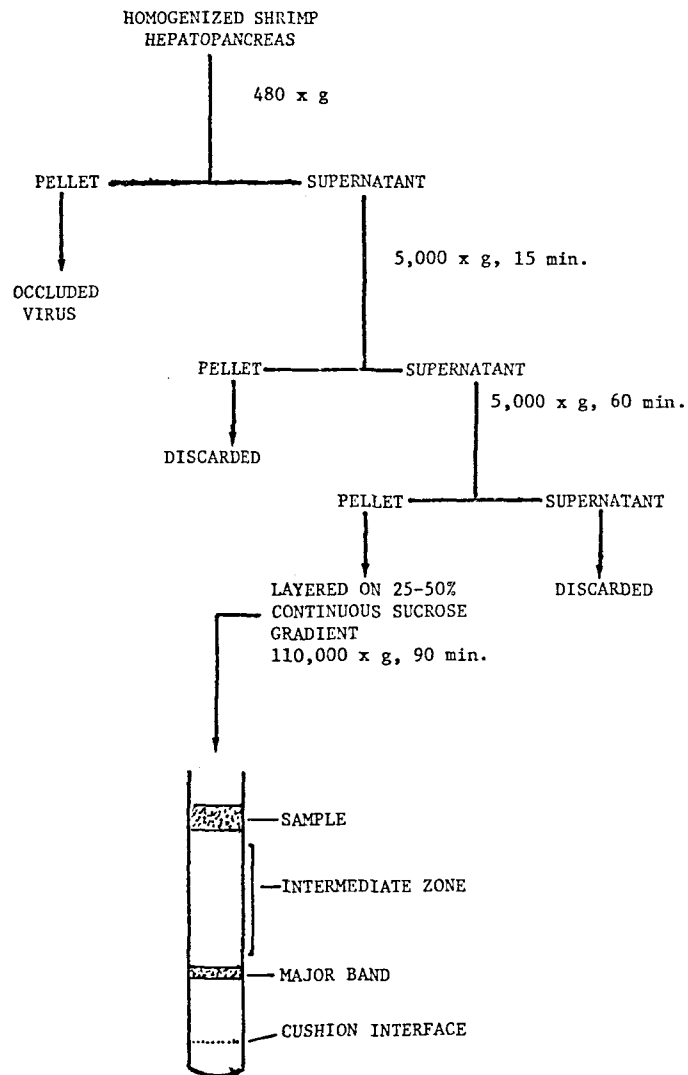 HOMOGENIZED SHRIMP
HEPATOPANCREAS
480 x g
PELLET
SUPERNATANT
5,000 x g, 15 min.
OCCLUDED
VIRUS
PELLET
SUPERNATANT
5,000 x g, 60 min.
DISCARDED
PELLET
SUPERNATANT
LAYERED ON 25-50%
CONTINUOUS SUCROSE
GRADIENT
110,000 x g, 90 min.
DISCARDED
SAMPLE
INTERMEDIATE ZONE
MAJOR BAND
CUSHION INTERFACE